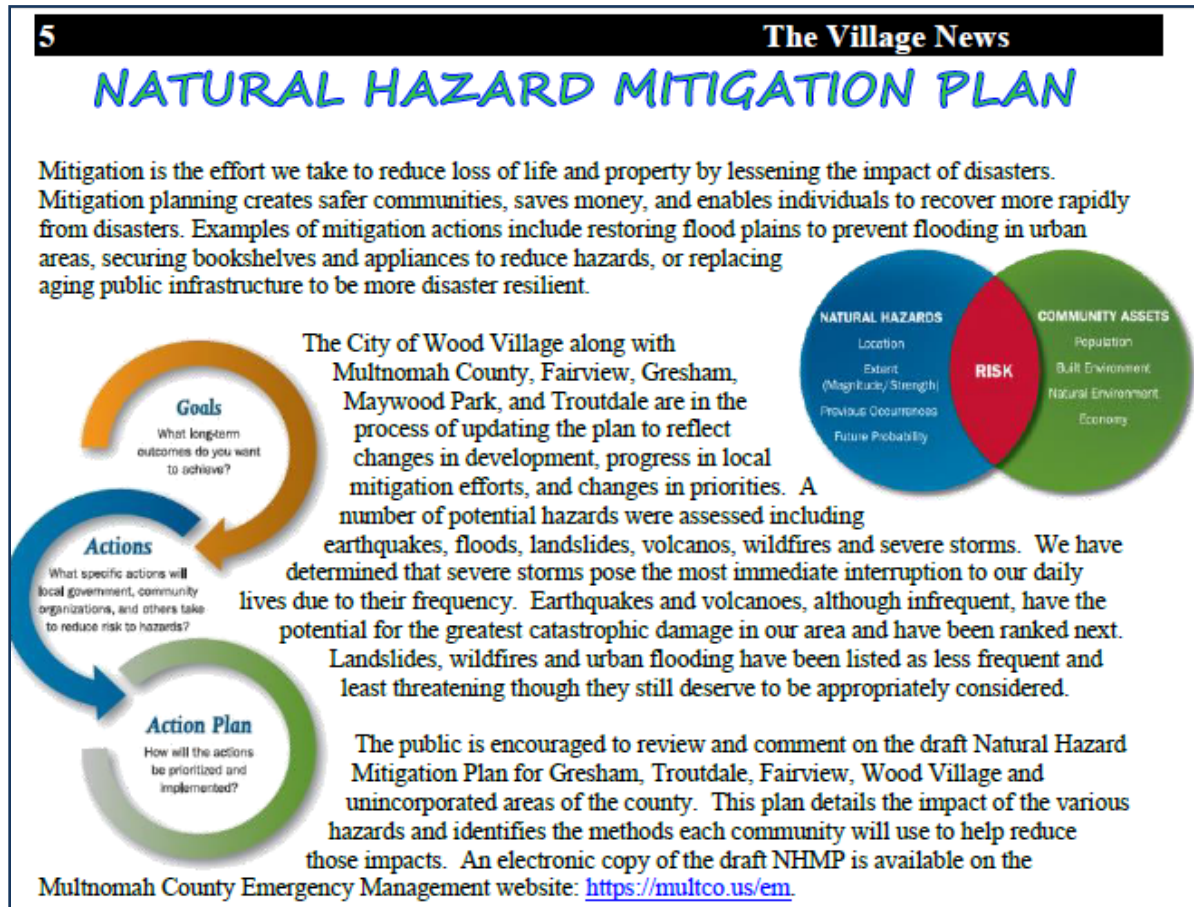 5 The Village News
NATURAL HAZARD MITIGATION PLAN
Mitigation is the effort we take to reduce loss of life and property by lessening the impact of disasters.
Mitigation planning creates safer communities, saves money, and enables individuals to recover more rapidly
from disasters. Examples of mitigation actions include restoring flood plains to prevent flooding in urban
areas, securing bookshelves and appliances to reduce hazards, or replacing
aging public infrastructure to be more disaster resilient.
NATURAL HAZARDS
Location
Extent
(Magnitude/Strength)
Previous Occurrences
Future Probability
RISK
COMMUNITY ASSETS
Population
Built Environment
Natural Environment
Economy
The City of Wood Village along with
Multnomah County, Fairview, Gresham,
Maywood Park, and Troutdale are in the
process of updating the plan to reflect
changes in development, progress in local
mitigation efforts, and changes in priorities.  A
number of potential hazards were assessed including
earthquakes, floods, landslides, volcanos, wildfires and severe storms.  We have
determined that severe storms pose the most immediate interruption to our daily
lives due to their frequency.  Earthquakes and volcanoes, although infrequent, have the
potential for the greatest catastrophic damage in our area and have been ranked next.
Landslides, wildfires and urban flooding have been listed as less frequent and
least threatening though they still deserve to be appropriately considered.
Goals
What long-term
outcomes do you want
to achieve?
Actions
What specific actions will
local government, community
organizations, and others take
to reduce risk to hazards?
Action Plan
How will the actions
be prioritized and
implemented?
The public is encouraged to review and comment on the draft Natural Hazard
Mitigation Plan for Gresham, Troutdale, Fairview, Wood Village and
unincorporated areas of the county.  This plan details the impact of the various
hazards and identifies the methods each community will use to help reduce
those impacts.  An electronic copy of the draft NHMP is available on the
Multnomah County Emergency Management website: https://multco.us/em.